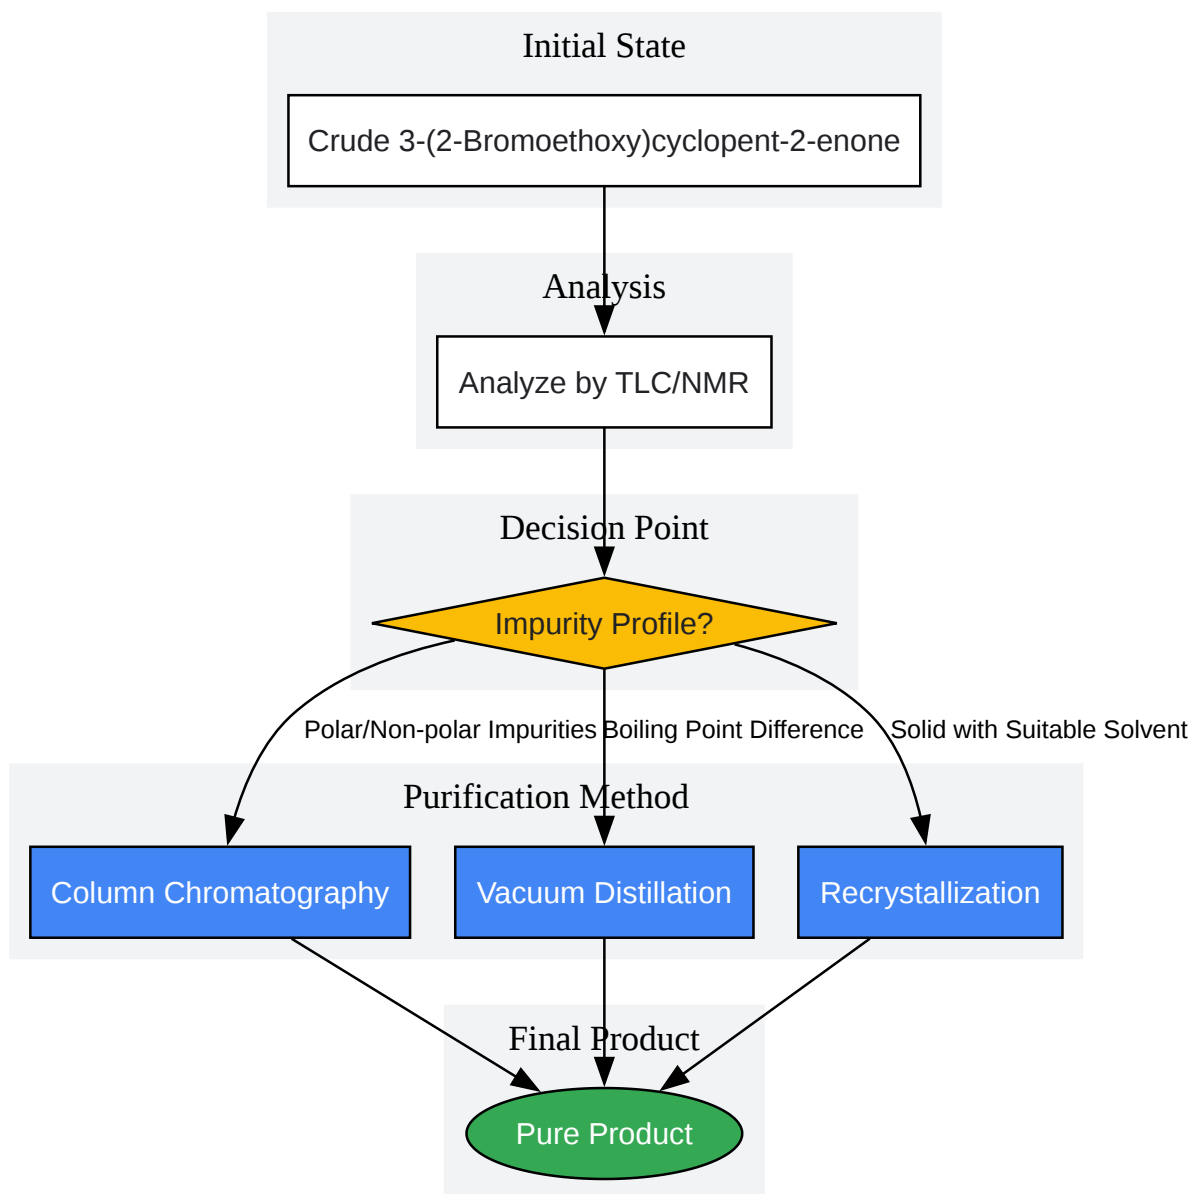 Initial State
Crude 3-(2-Bromoethoxy)cyclopent-2-enone
Analysis
Analyze by TLC/NMR
Decision Point
Impurity Profile?
Polar/Non-polar Impurities
Boiling Point Difference
Solid with Suitable Solvent
Purification Method
Column Chromatography
Vacuum Distillation
Recrystallization
Final Product
Pure Product